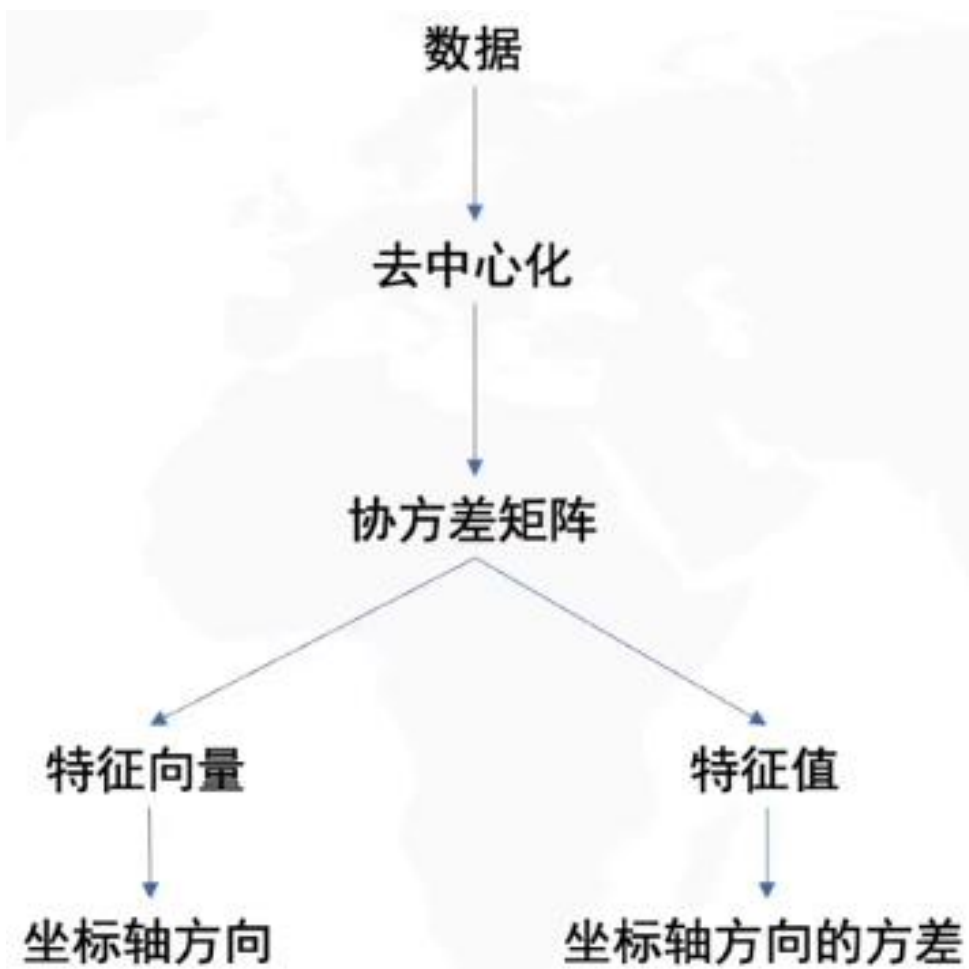 数据
去中心化
协方差矩阵
特征向量
特征值
坐标轴方向
坐标轴方向的方差